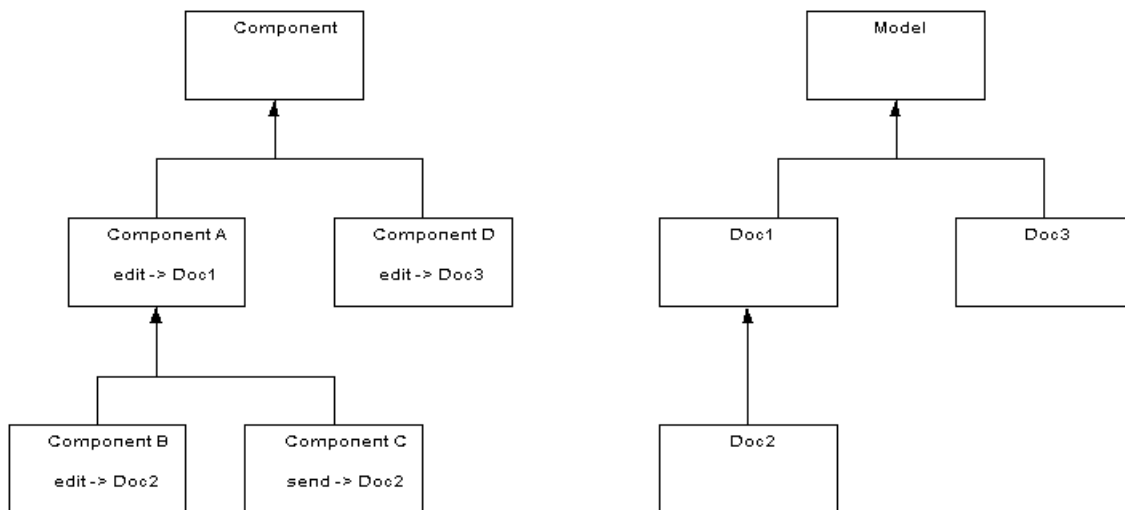 Component
Model
Component A
edit -> Doc1
Component D
edit -> Doc3
Doc1
Doc3
Component B
edit -> Doc2
Component C
send -> Doc2
Doc2